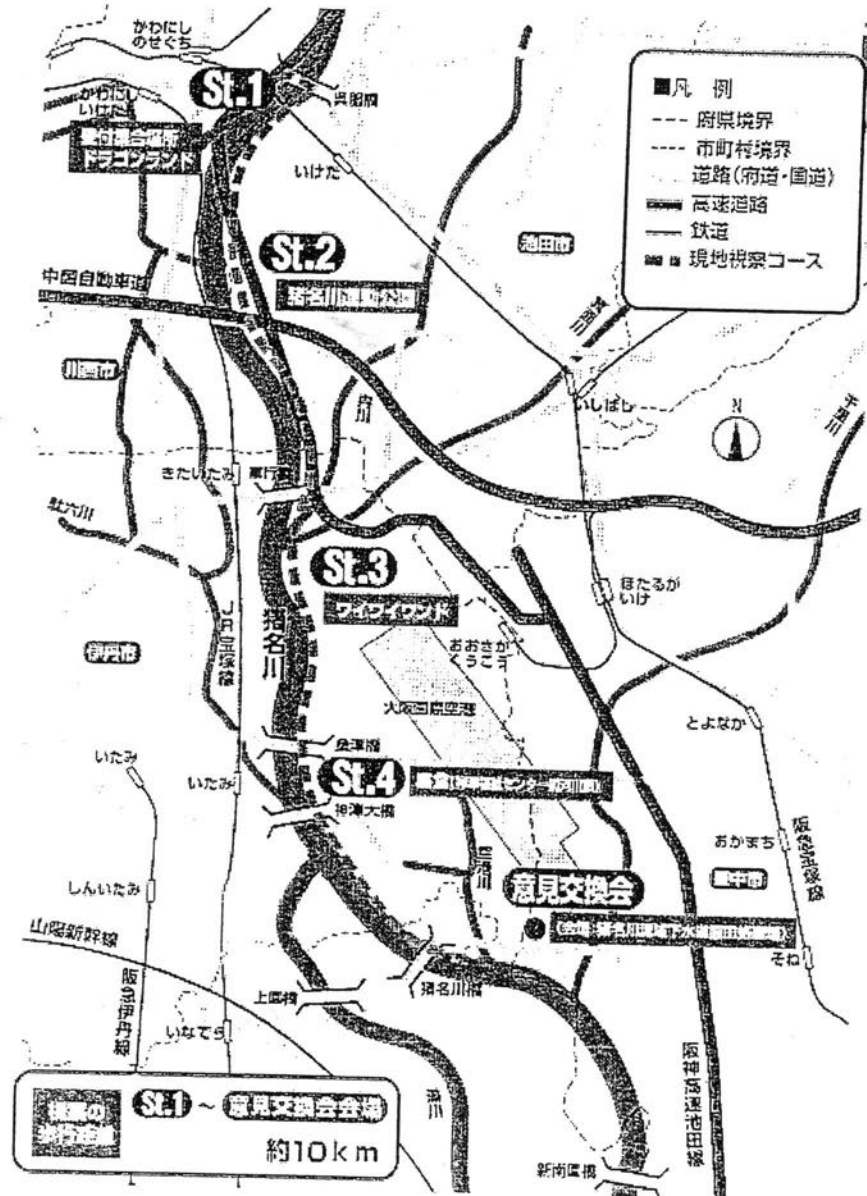 かわにし
のせぐち
St.1
呉服橋
かわにし
いけだ
ドラゴンランド
いけだ
凡 例
府県境界
市町村境界
道路(府道・国道)
高速道路
鉄道
現地視察コース
St.2
猪名川運動公園
池田市
中国自動車道
川西市
いしばし
千里川
N
きたいたみ
軍行橋
駄六川
St.3
ワイワイワンド
ほたるが
いけ
JR宝塚線
猪名川
伊丹市
おおさか
くうこう
大阪国際空港
とよなか
いたみ
いたみ
桑津橋
St.4
神津大橋
おかまち
阪急宝塚線
豊中市
しんいたみ
意見交換会
そね
山陽新幹線
阪急伊丹線
上園橋
猪名川橋
いなでら
阪神高速池田線
St.1 ～ 意見交換会会場
約10km
新南園橋